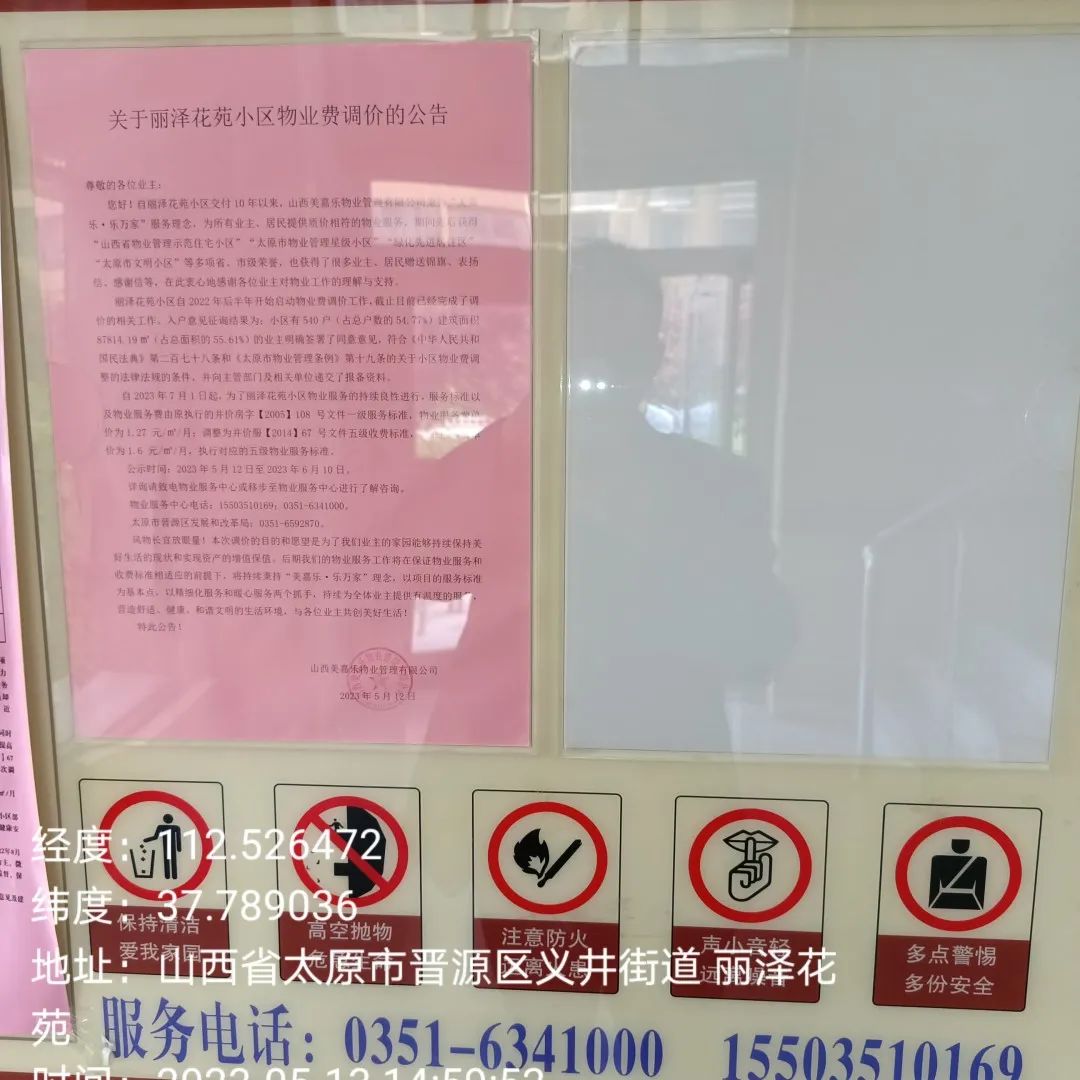 关于丽泽花苑小区物业费调价的公告
尊敬的各位业主：
您好！自丽泽花苑小区交付10年以来，山西美嘉乐物业管理有限公司秉
乐·乐万家”服务理念，为所有业主、居民提供质价相符的物业服务，期间先后获得
“山西省物业管理示范住宅小区”“太原市物业管理星级小区”“绿化先进居住区”
“太原市文明小区”等多项省、市级荣誉，也获得了很多业主、居民赠送锦旗、表扬
信、感谢信等，在此衷心地感谢各位业主对物业工作的理解与支持。
丽泽花苑小区自2022年后半年开始启动物业费调价工作，截止目前已经完成了调
价的相关工作。入户意见征询结果为：小区有540户（占总户数的54.77%）建筑面积
87814.19㎡（占总面积的55.61%）的业主明确签署了同意意见，符合《中华人民共和
国民法典》第二百七十八条和《太原市物业管理条例》第十九条的关于小区物业费调
整的法律法规的条件，并向主管部门及相关单位递交了报备资料。
自2023年7月1日起，为了丽泽花苑小区物业服务的持续良性进行，服务标准以
及物业服务费由原执行的并价房字【2005】108号文件一级服务标准，物业服务费单
价为1.27 元/㎡/月；调整为并价服【2014】67 号文件五级收费标准，
价为1.6 元/㎡/月，执行对应的五级物业服务标准。
公示时间：2023年5月12日至2023年6月10日。
详询请致电物业服务中心或移步至物业服务中心进行了解咨询。
物业服务中心电话：15503510169；0351-6341000。
太原市晋源区发展和改革局：0351-6592870。
风物长宜放眼量！本次调价的目的和愿望是为了我们业主的家园能够持续保持美
好生活的现状和实现资产的增值保值。后期我们的物业服务工作将在保证物业服务和
收费标准相适应的前提下，将持续秉持“美嘉乐·乐万家”理念，以项目的服务标准
为基本点，以精细化服务和暖心服务两个抓手，持续为全体业主提供有温度的服务，
营造舒适、健康、和谐文明的生活环境，与各位业主共创美好生活！
特此公告！
山西美嘉乐物业管理有限公司
2023年5月12日
保持清洁
爱我家园
高空抛物
注意防火
声小音轻
多点警惕
多份安全
服务电话：0351-6341000 15503510169
经度：112.526472
纬度：37.789036
地址：山西省太原市晋源区义井街道 丽泽花
苑
时间：2023-05-13 14:59:52